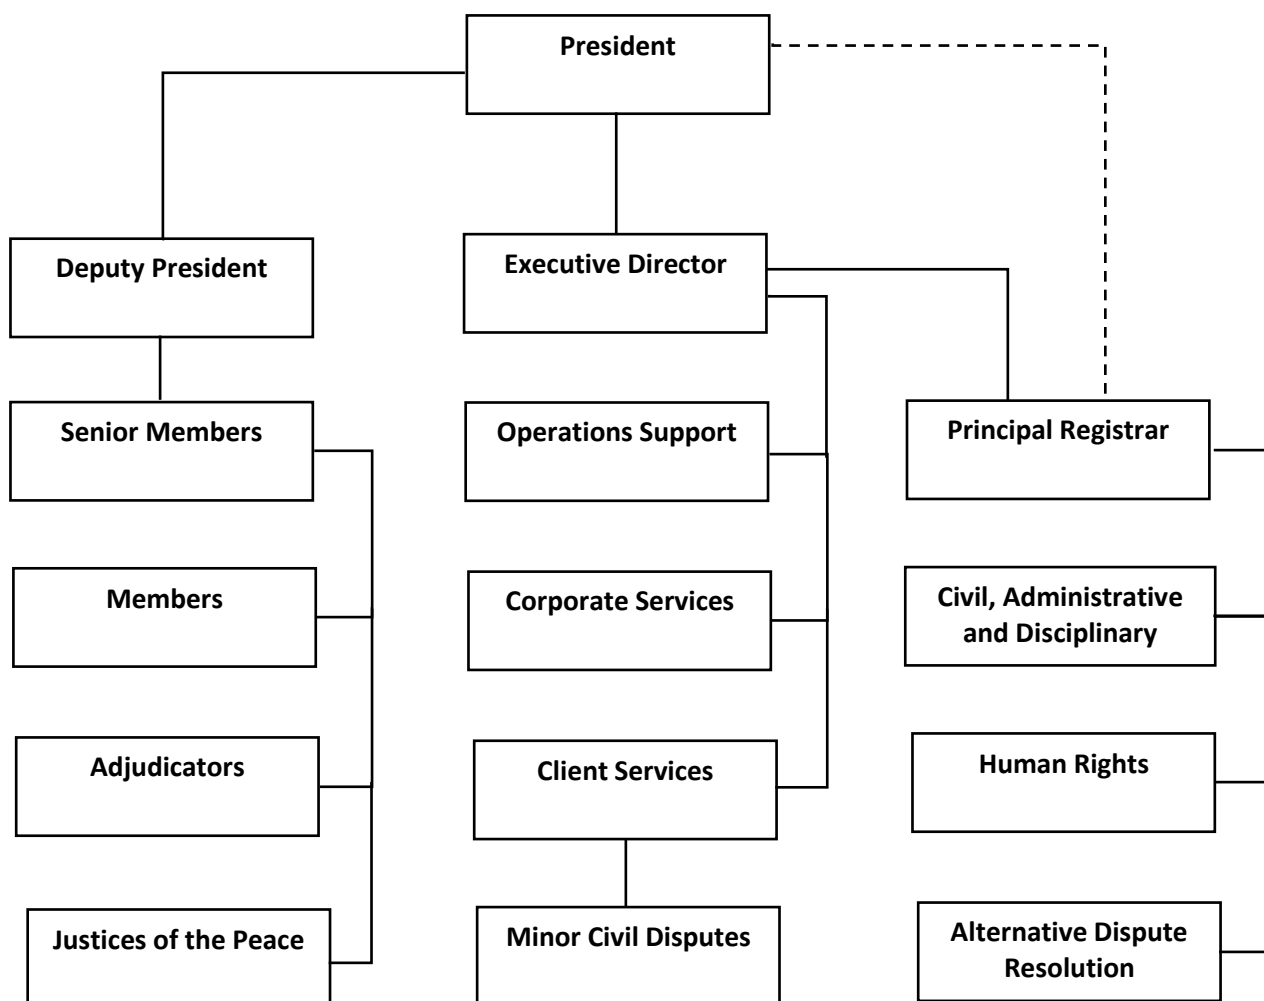 President
Deputy President
Executive Director
Senior Members
Operations Support
Principal Registrar
Members
Corporate Services
Civil, Administrative
and Disciplinary
Adjudicators
Client Services
Human Rights
Justices of the Peace
Minor Civil Disputes
Alternative Dispute
Resolution